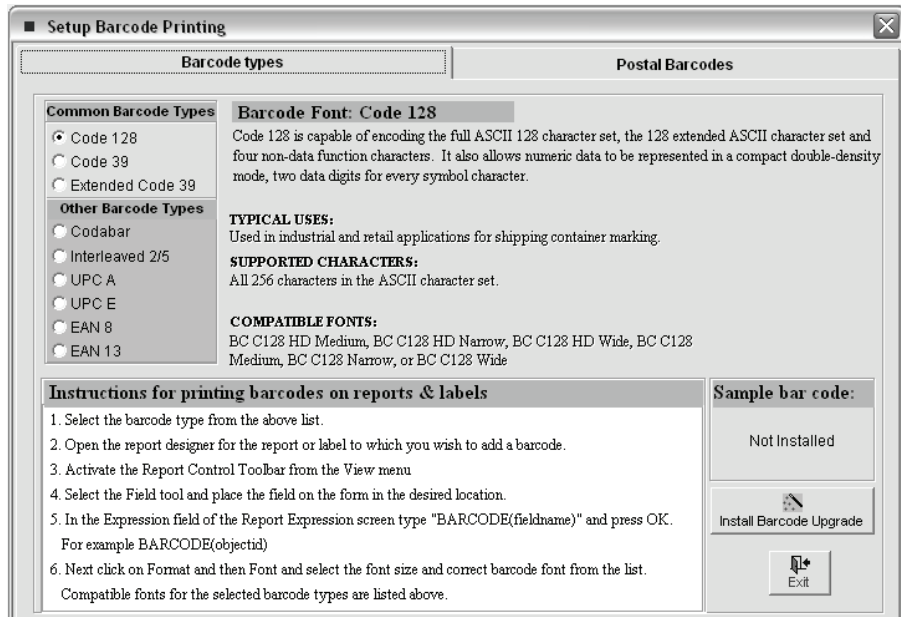 Setup Barcode Printing
Barcode types
Postal Barcodes
Common Barcode Types
Code 128
Code 39
Extended Code 39
Other Barcode Types
Codabar
Interleaved 2/5
UPC A
UPC E
EAN 8
EAN 13
Barcode Font: Code 128
Code 128 is capable of encoding the full ASCII 128 character set, the 128 extended ASCII character set and
four non-data function characters. It also allows numeric data to be represented in a compact double-density
mode, two data digits for every symbol character.
TYPICAL USES:
Used in industrial and retail applications for shipping container marking.
SUPPORTED CHARACTERS:
All 256 characters in the ASCII character set.
COMPATIBLE FONTS:
BC C128 HD Medium, BC C128 HD Narrow, BC C128 HD Wide, BC C128
Medium, BC C128 Narrow, or BC C128 Wide
Instructions for printing barcodes on reports & labels
1. Select the barcode type from the above list.
2. Open the report designer for the report or label to which you wish to add a barcode.
3. Activate the Report Control Toolbar from the View menu
4. Select the Field tool and place the field on the form in the desired location.
5. In the Expression field of the Report Expression screen type "BARCODE(fieldname)" and press OK.
For example BARCODE(objectid)
6. Next click on Format and then Font and select the font size and correct barcode font from the list.
Compatible fonts for the selected barcode types are listed above.
Sample bar code:
Not Installed
Install Barcode Upgrade
Exit